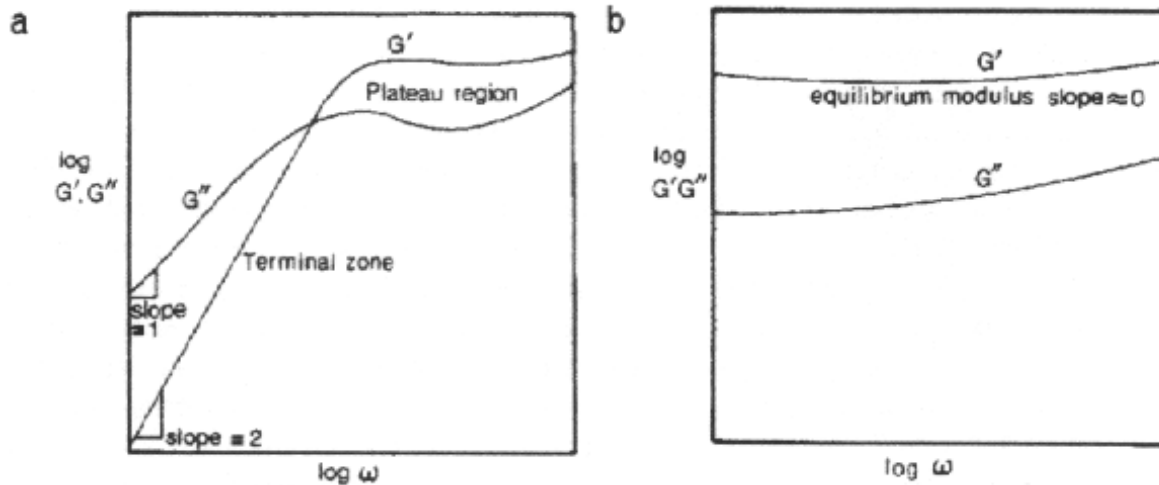 a
G′
Plateau region
log
G′,G″
G″
Terminal zone
slope
=1
slope = 2
log ω
b
G′
equilibrium modulus slope≈0
log
G′G″
G″
log ω